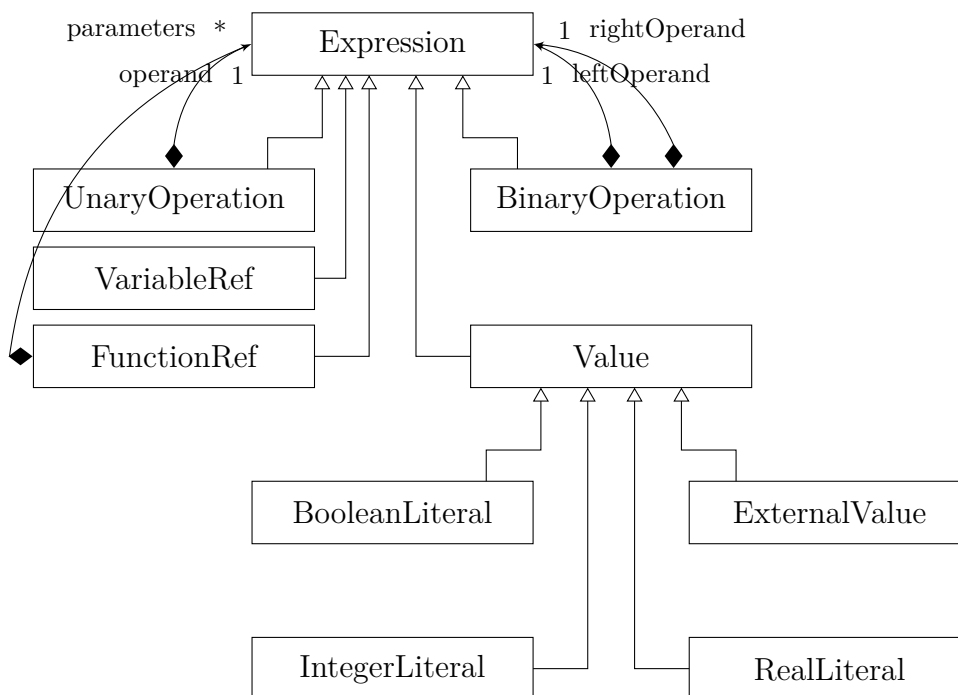 parameters *
Expression
1 rightOperand
operand 1
1 leftOperand
UnaryOperation
BinaryOperation
VariableRef
FunctionRef
Value
BooleanLiteral
ExternalValue
IntegerLiteral
RealLiteral